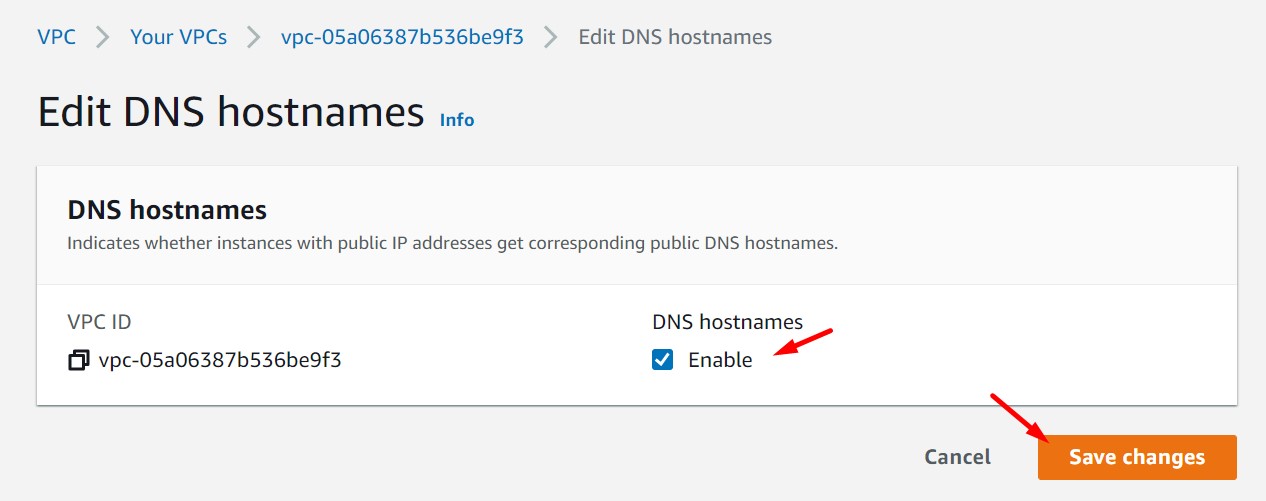 VPC > Your VPCs > vpc-05a06387b536be9f3 > Edit DNS hostnames
Edit DNS hostnames Info
DNS hostnames
Indicates whether instances with public IP addresses get corresponding public DNS hostnames.
VPC ID
vpc-05a06387b536be9f3
DNS hostnames
Enable
Cancel Save changes